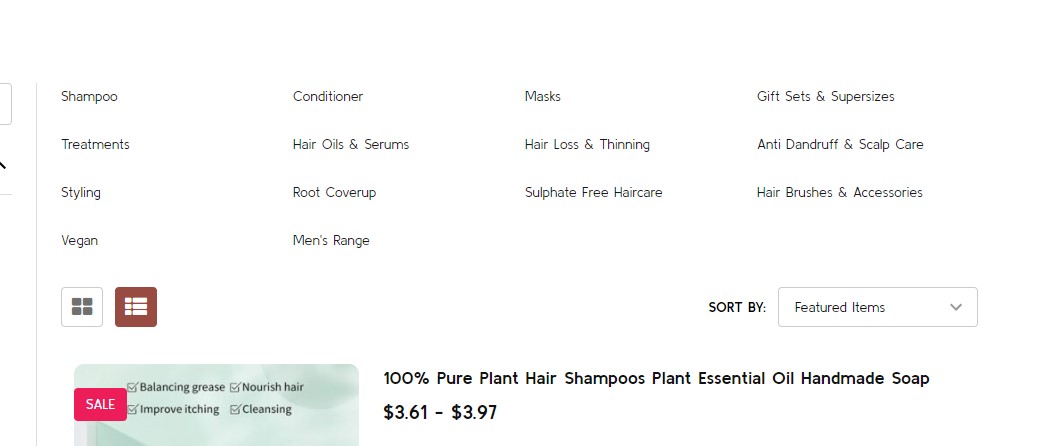 Shampoo Conditioner Masks Gift Sets & Supersizes
Treatments Hair Oils & Serums Hair Loss & Thinning Anti Dandruff & Scalp Care
Styling Root Coverup Sulphate Free Haircare Hair Brushes & Accessories
Vegan Men's Range
SORT BY: Featured Items
Balancing grease Nourish hair
Improve itching Cleansing
SALE
100% Pure Plant Hair Shampoos Plant Essential Oil Handmade Soap
$3.61 - $3.97